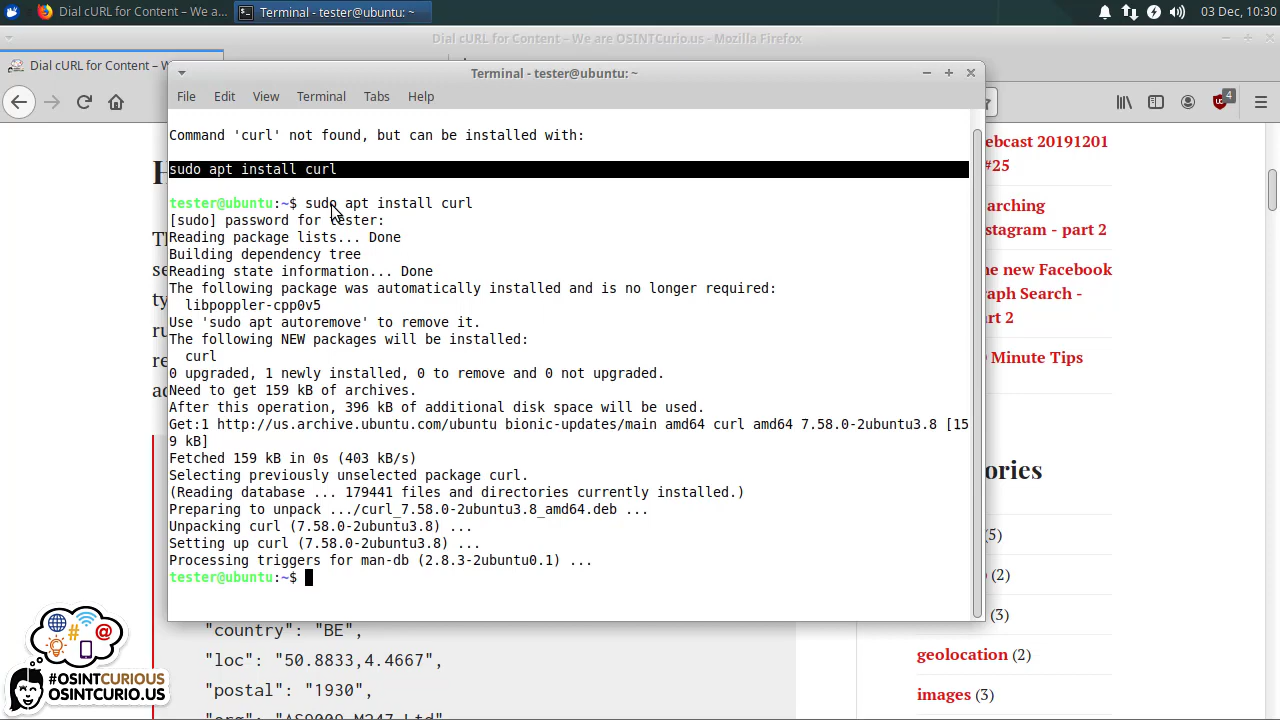 Dial cURL for Content – We a...
Terminal - tester@ubuntu: ~
03 Dec, 10:30
Dial cURL for Content – We are OSINTCurio.us - Mozilla Firefox
Dial cURL for Content – W
Terminal - tester@ubuntu: ~
4
File Edit View Terminal Tabs Help
Command 'curl' not found, but can be installed with:
sudo apt install curl
tester@ubuntu:~$ sudo apt install curl
[sudo] password for tester:
Reading package lists... Done
Building dependency tree
Reading state information... Done
The following package was automatically installed and is no longer required:
libpoppler-cpp0v5
Use 'sudo apt autoremove' to remove it.
The following NEW packages will be installed:
curl
0 upgraded, 1 newly installed, 0 to remove and 0 not upgraded.
Need to get 159 kB of archives.
After this operation, 396 kB of additional disk space will be used.
Get:1 http://us.archive.ubuntu.com/ubuntu bionic-updates/main amd64 curl amd64 7.58.0-2ubuntu3.8 [15
9 kB]
Fetched 159 kB in 0s (403 kB/s)
Selecting previously unselected package curl.
(Reading database ... 179441 files and directories currently installed.)
Preparing to unpack .../curl_7.58.0-2ubuntu3.8_amd64.deb ...
Unpacking curl (7.58.0-2ubuntu3.8) ...
Setting up curl (7.58.0-2ubuntu3.8) ...
Processing triggers for man-db (2.8.3-2ubuntu0.1) ...
tester@ubuntu:~$
"country": "BE",
"loc": "50.8833,4.4667",
"postal": "1930",
"org": "AS9009 M247 Ltd"
ebcast 20191201
#25
arching
stagram - part 2
he new Facebook
raph Search -
art 2
Minute Tips
ories
(5)
(2)
(3)
geolocation (2)
images (3)
#OSINTCURIOUS
OSINTCURIO.US